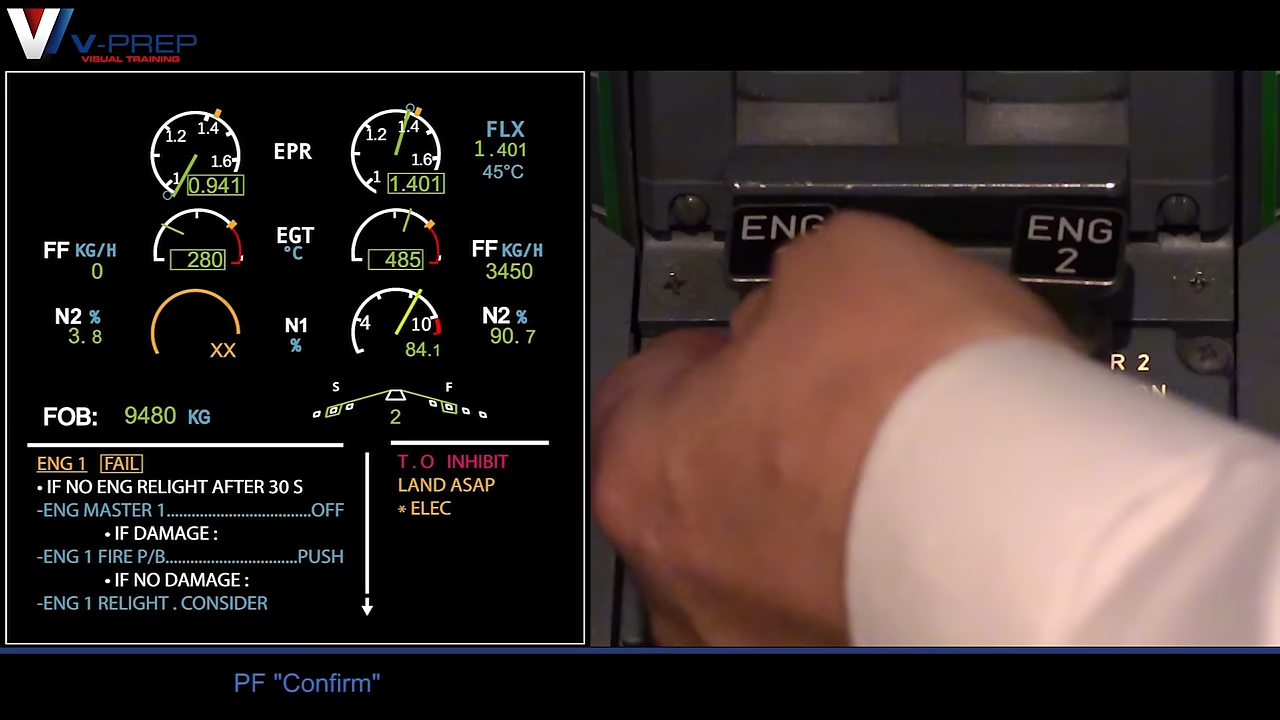 V-PREP
VISUAL TRAINING
1 1.2 1.4 1.6
0.941
EPR
1 1.2 1.4 1.6
1.401
FLX
1.401
45°C
FF KG/H
0
280
EGT
°C
485
FF KG/H
3450
N2 %
3.8
XX
N1
%
4 10
84.1
N2 %
90.7
FOB: 9480 KG
S F
2
ENG 1 FAIL
• IF NO ENG RELIGHT AFTER 30 S
-ENG MASTER 1....................................OFF
• IF DAMAGE :
-ENG 1 FIRE P/B.................................PUSH
• IF NO DAMAGE :
-ENG 1 RELIGHT . CONSIDER
T.O INHIBIT
LAND ASAP
* ELEC
ENG
ENG
2
R 2
PF "Confirm"